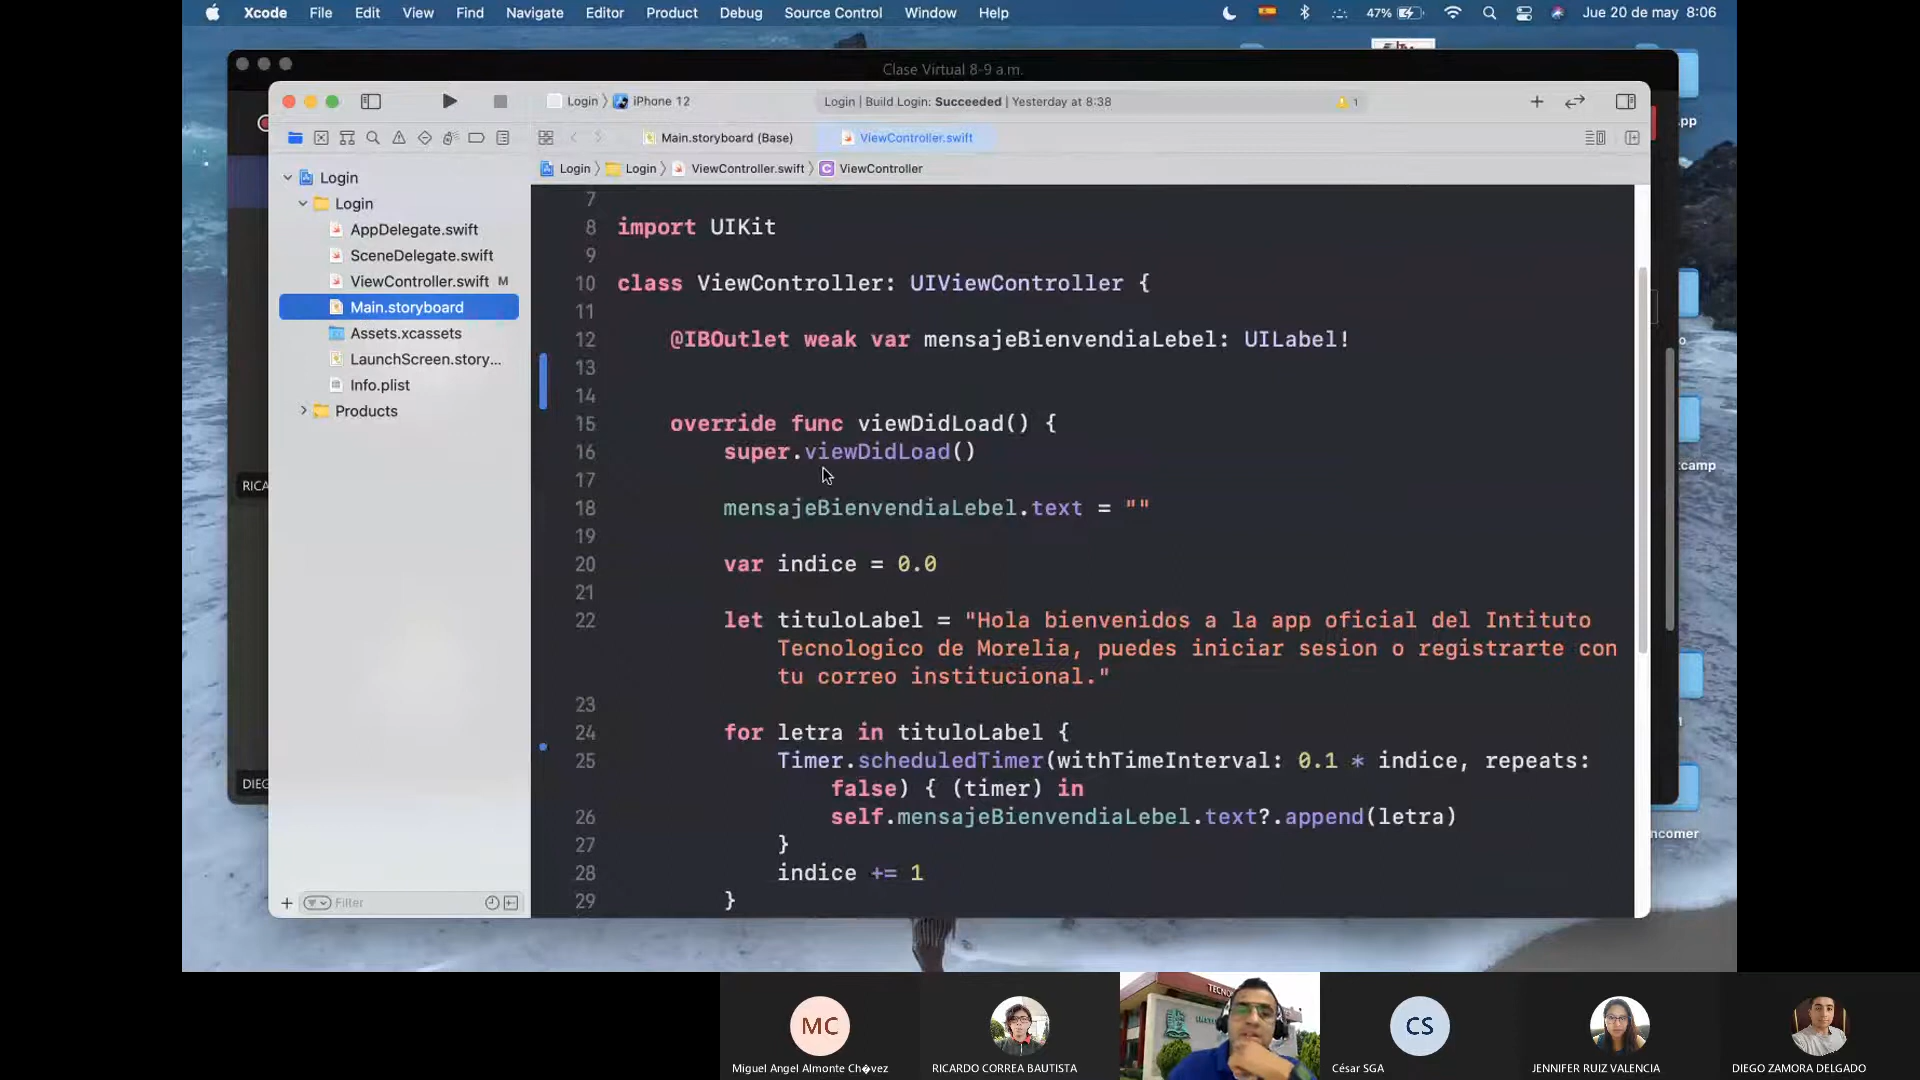 Xcode File Edit View Find Navigate Editor Product Debug Source Control Window Help
47% Jue 20 de may 8:06
Clase Virtual 8-9 a.m.
Login iPhone 12
Login | Build Login: Succeeded | Yesterday at 8:38
1
Main.storyboard (Base)
ViewController.swift
Login Login ViewController.swift C ViewController
Login
Login
AppDelegate.swift
SceneDelegate.swift
ViewController.swift M
Main.storyboard
Assets.xcassets
LaunchScreen.story...
Info.plist
Products
Filter
7
8 import UIKit
9
10 class ViewController: UIViewController {
11
12 @IBOutlet weak var mensajeBienvendiaLebel: UILabel!
13
14
15 override func viewDidLoad() {
16 super.viewDidLoad()
17
18 mensajeBienvendiaLebel.text = ""
19
20 var indice = 0.0
21
22 let tituloLabel = "Hola bienvenidos a la app oficial del Intituto
Tecnologico de Morelia, puedes iniciar sesion o registrarte con
tu correo institucional."
23
24 for letra in tituloLabel {
25 Timer.scheduledTimer(withTimeInterval: 0.1 * indice, repeats:
false) { (timer) in
26 self.mensajeBienvendiaLebel.text?.append(letra)
27 }
28 indice += 1
29 }
RICA
DIEG
pp
camp
ncomer
MC
Miguel Angel Almonte Ch�vez
RICARDO CORREA BAUTISTA
CS
César SGA
JENNIFER RUIZ VALENCIA
DIEGO ZAMORA DELGADO